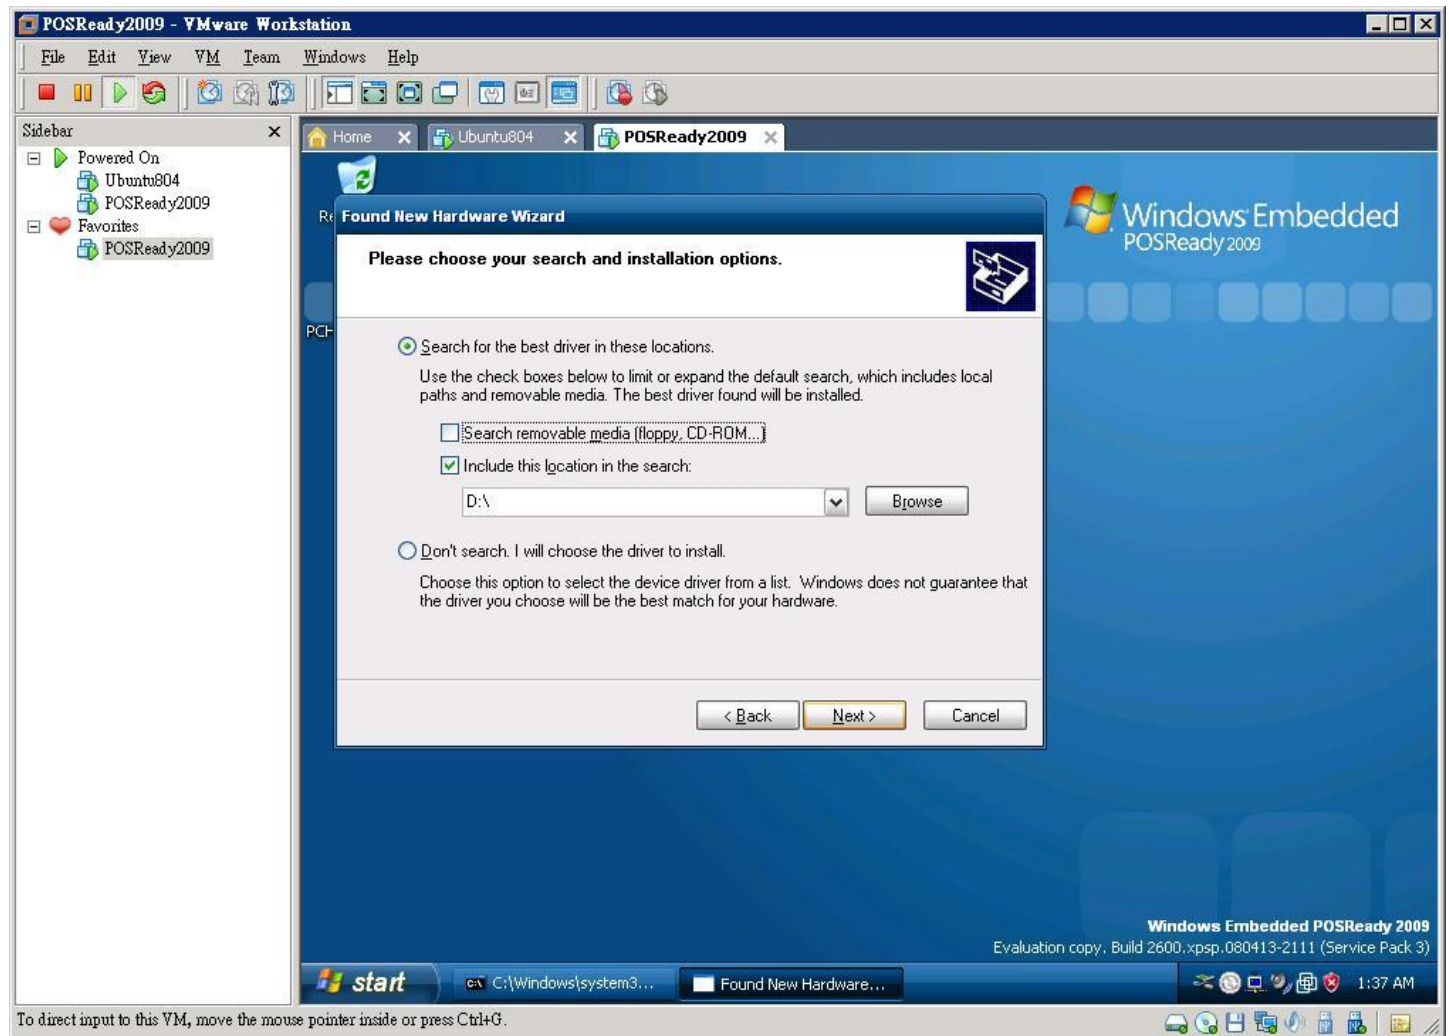 POSReady2009 - VMware Workstation
File Edit View VM Team Windows Help
Sidebar
Powered On
Ubuntu804
POSReady2009
Favorites
POSReady2009
Home Ubuntu804 POSReady2009
Re
PCH
Windows Embedded
POSReady 2009
Found New Hardware Wizard
Please choose your search and installation options.
Search for the best driver in these locations.
Use the check boxes below to limit or expand the default search, which includes local
paths and removable media. The best driver found will be installed.
Search removable media (floppy, CD-ROM...)
Include this location in the search:
D:\
Browse
Don't search. I will choose the driver to install.
Choose this option to select the device driver from a list. Windows does not guarantee that
the driver you choose will be the best match for your hardware.
< Back Next > Cancel
Windows Embedded POSReady 2009
Evaluation copy. Build 2600.xpsp.080413-2111 (Service Pack 3)
start C:\Windows\system3... Found New Hardware... 1:37 AM
To direct input to this VM, move the mouse pointer inside or press Ctrl+G.